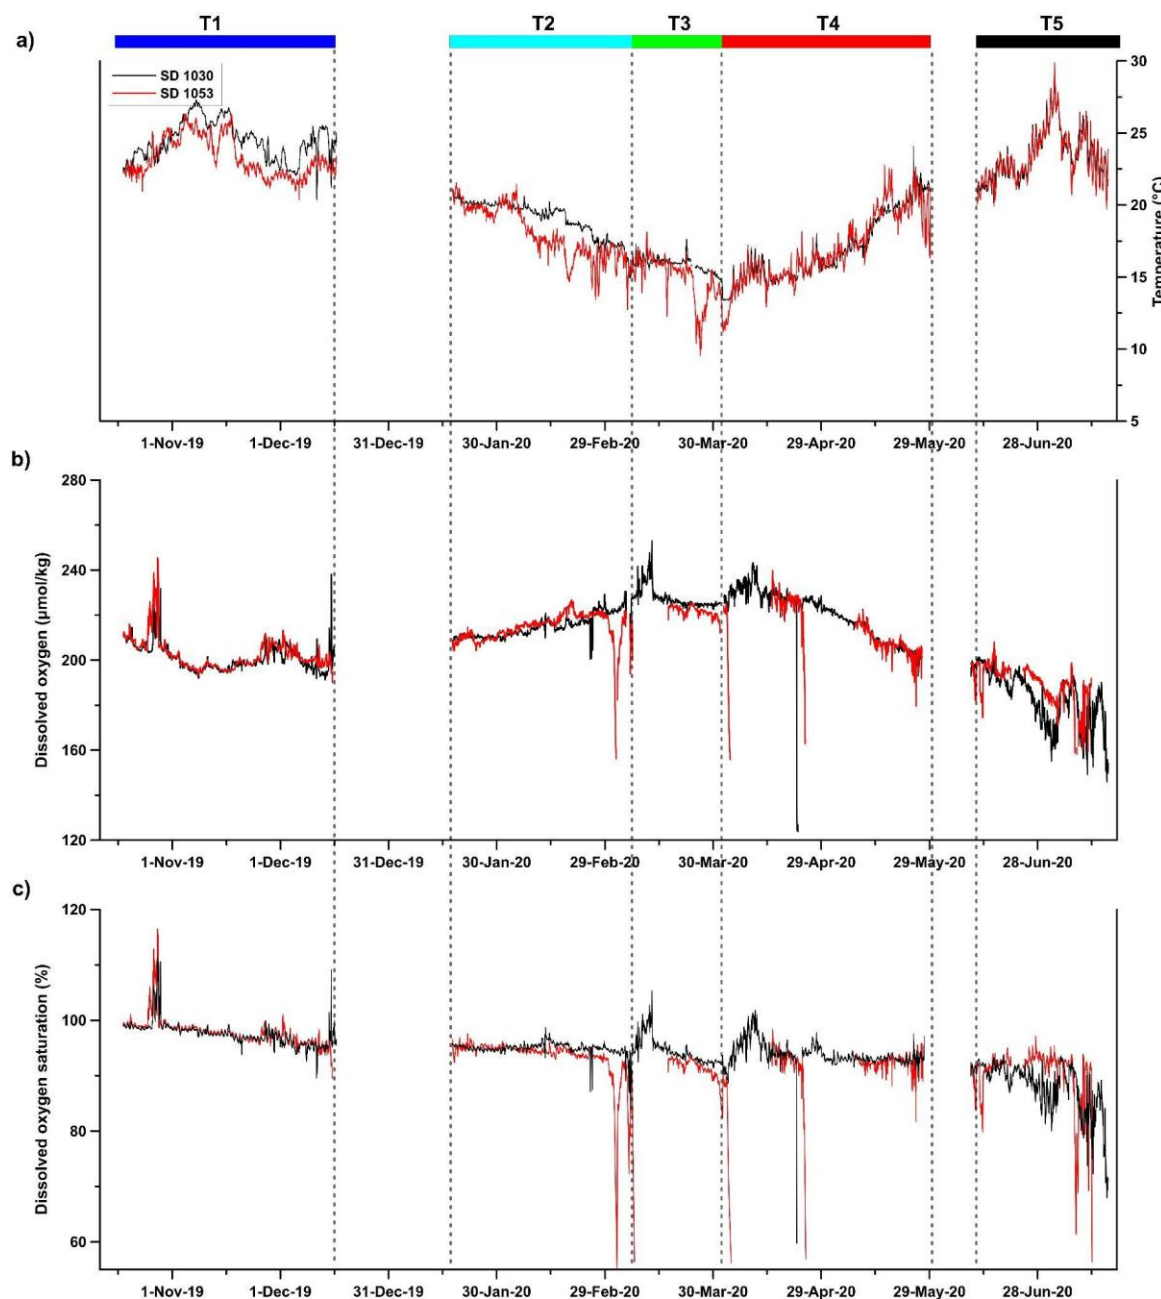 T1 T2 T3 T4 T5
a)
SD 1030
SD 1053
30
25
20
15
10
5
Temperature (°C)
1-Nov-19 1-Dec-19 31-Dec-19 30-Jan-20 29-Feb-20 30-Mar-20 29-Apr-20 29-May-20 28-Jun-20
b)
280
240
200
160
120
Dissolved oxygen (µmol/kg)
1-Nov-19 1-Dec-19 31-Dec-19 30-Jan-20 29-Feb-20 30-Mar-20 29-Apr-20 29-May-20 28-Jun-20
c)
120
100
80
60
Dissolved oxygen saturation (%)
1-Nov-19 1-Dec-19 31-Dec-19 30-Jan-20 29-Feb-20 30-Mar-20 29-Apr-20 29-May-20 28-Jun-20